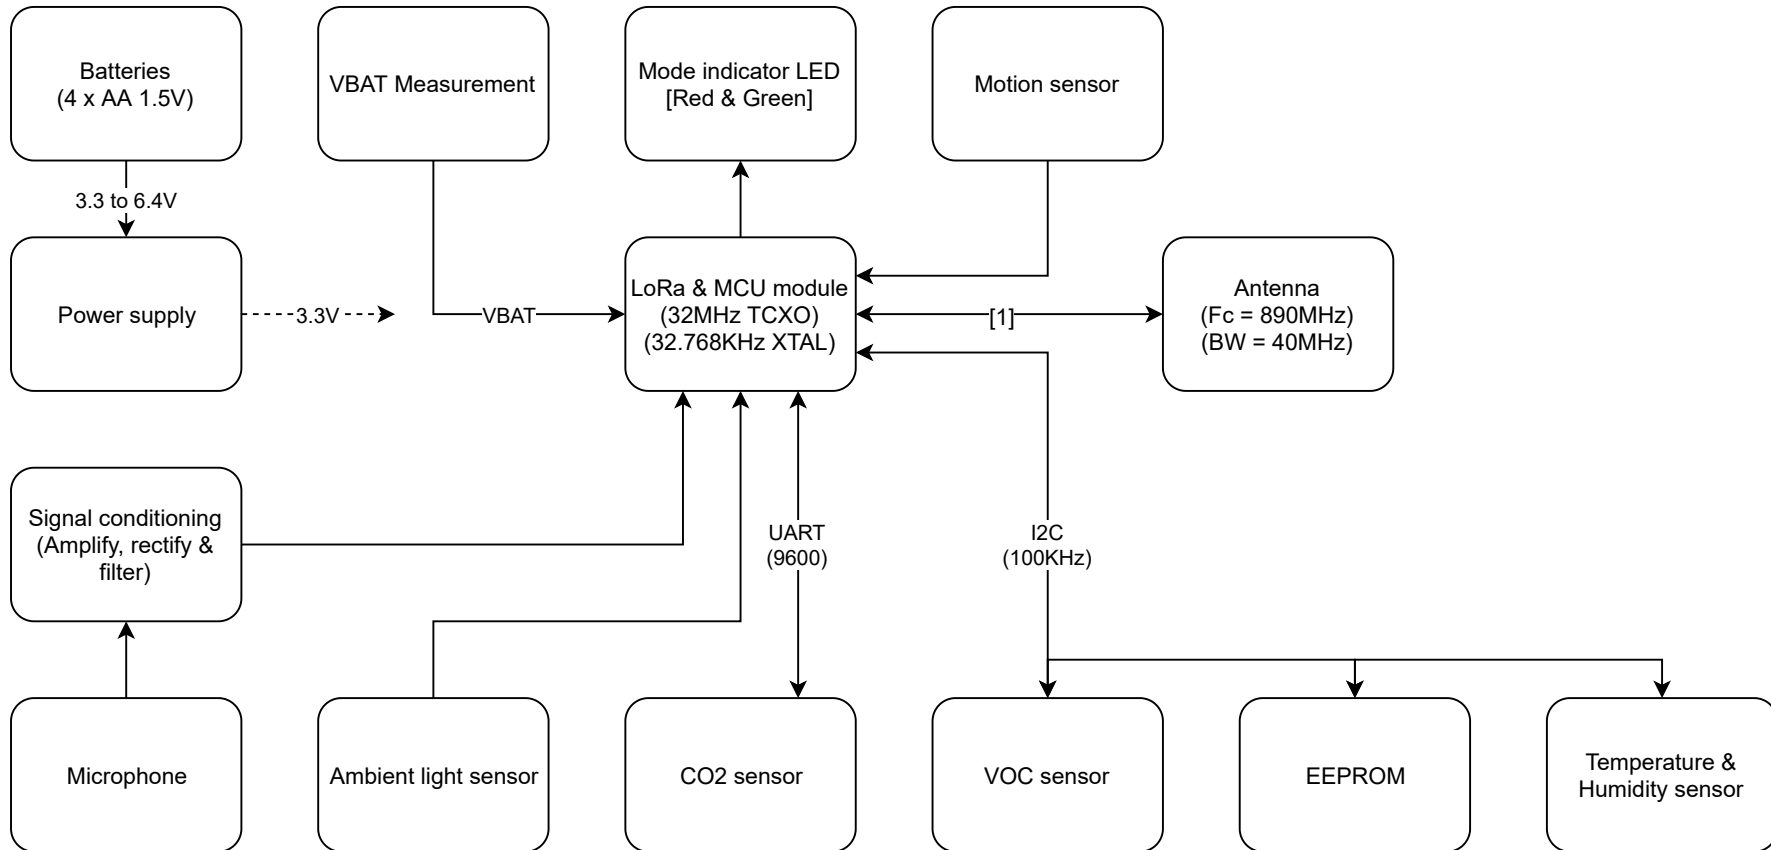 Batteries
(4 x AA 1.5V)
VBAT Measurement
Mode indicator LED
[Red & Green]
Motion sensor
3.3 to 6.4V
Power supply
3.3V
VBAT
LoRa & MCU module
(32MHz TCXO)
(32.768KHz XTAL)
[1]
Antenna
(Fc = 890MHz)
(BW = 40MHz)
Signal conditioning
(Amplify, rectify &
filter)
UART
(9600)
I2C
(100KHz)
Microphone
Ambient light sensor
CO2 sensor
VOC sensor
EEPROM
Temperature &
Humidity sensor